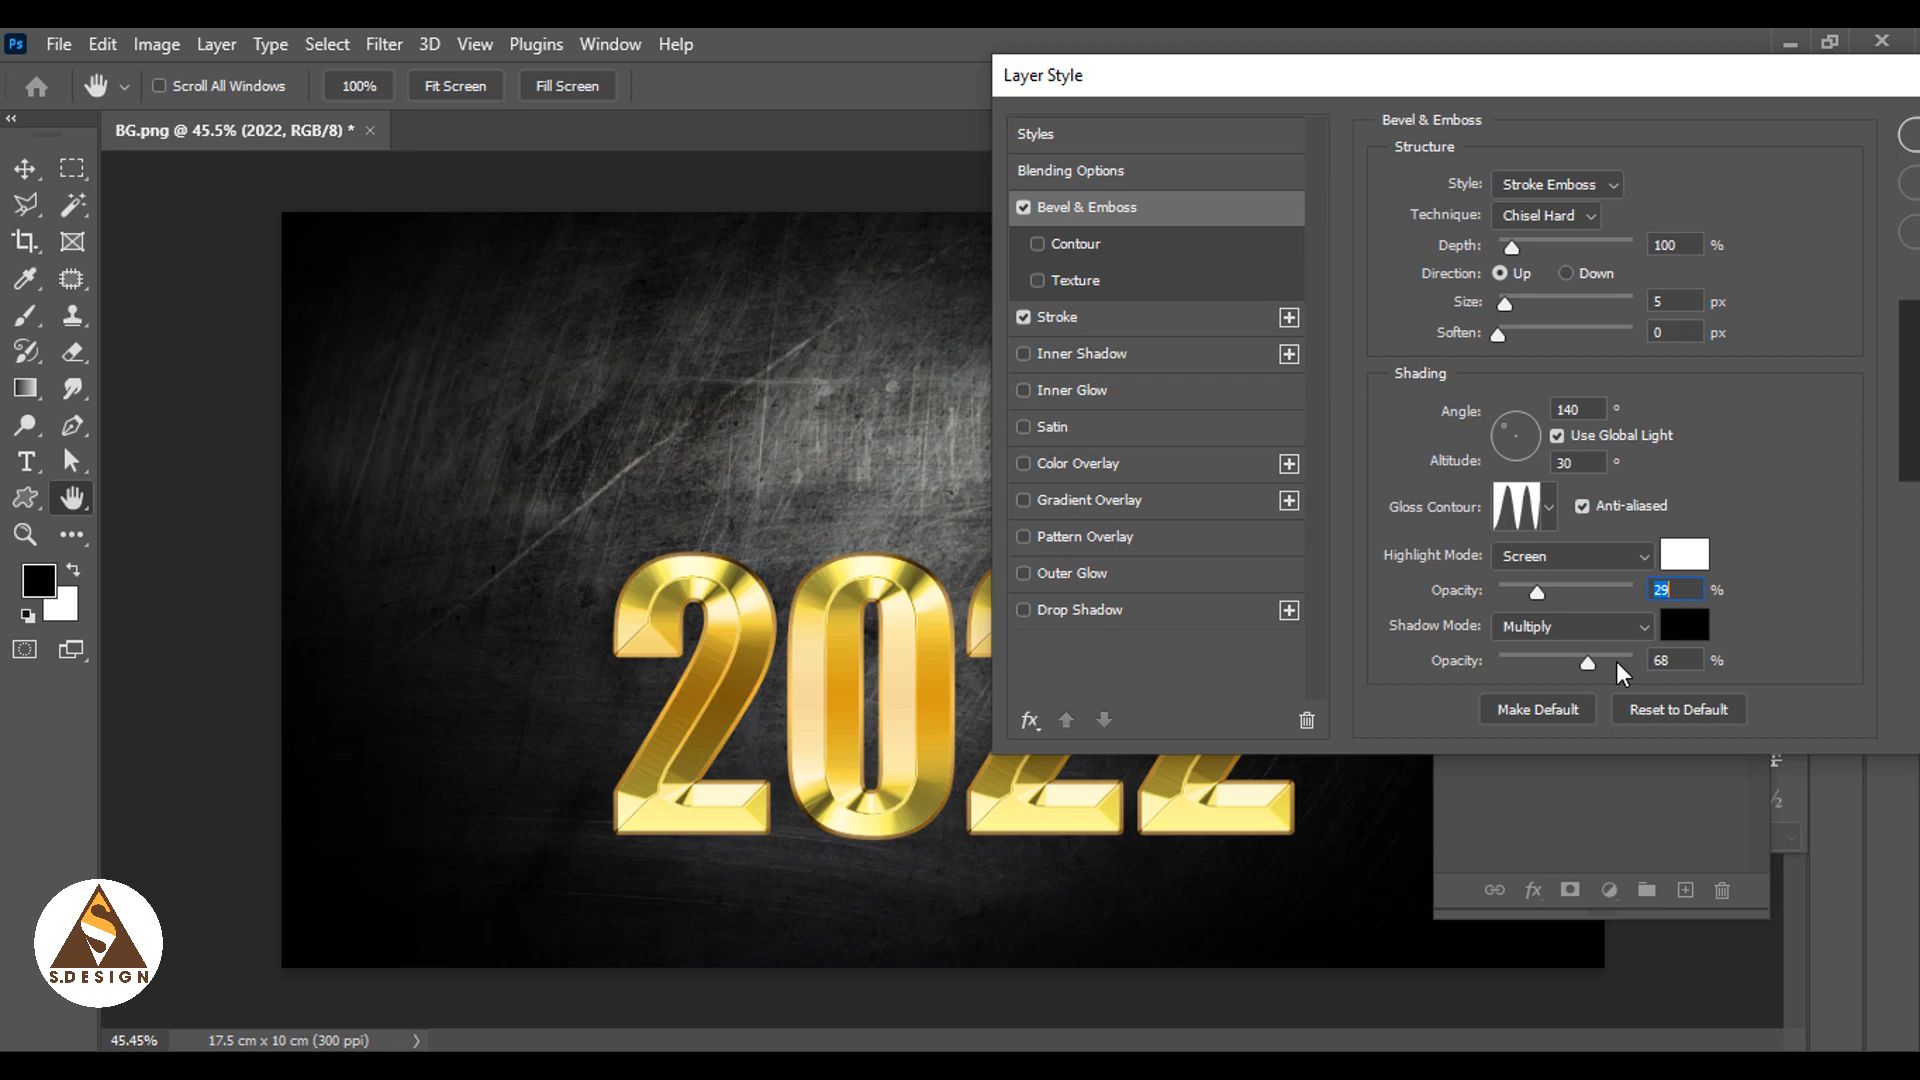 Ps File Edit Image Layer Type Select Filter 3D View Plugins Window Help
Scroll All Windows 100% Fit Screen Fill Screen
BG.png @ 45.5% (2022, RGB/8) *
Layer Style
Styles
Blending Options
Bevel & Emboss
Contour
Texture
Stroke
Inner Shadow
Inner Glow
Satin
Color Overlay
Gradient Overlay
Pattern Overlay
Outer Glow
Drop Shadow
fx
Bevel & Emboss
Structure
Style: Stroke Emboss
Technique: Chisel Hard
Depth: 100 %
Direction: Up Down
Size: 5 px
Soften: 0 px
Shading
Angle: 140 °
Use Global Light
Altitude: 30 °
Gloss Contour: Anti-aliased
Highlight Mode: Screen
Opacity: 29 %
Shadow Mode: Multiply
Opacity: 68 %
Make Default Reset to Default
2022
fx
S.DESIGN
45.45% 17.5 cm x 10 cm (300 ppi)